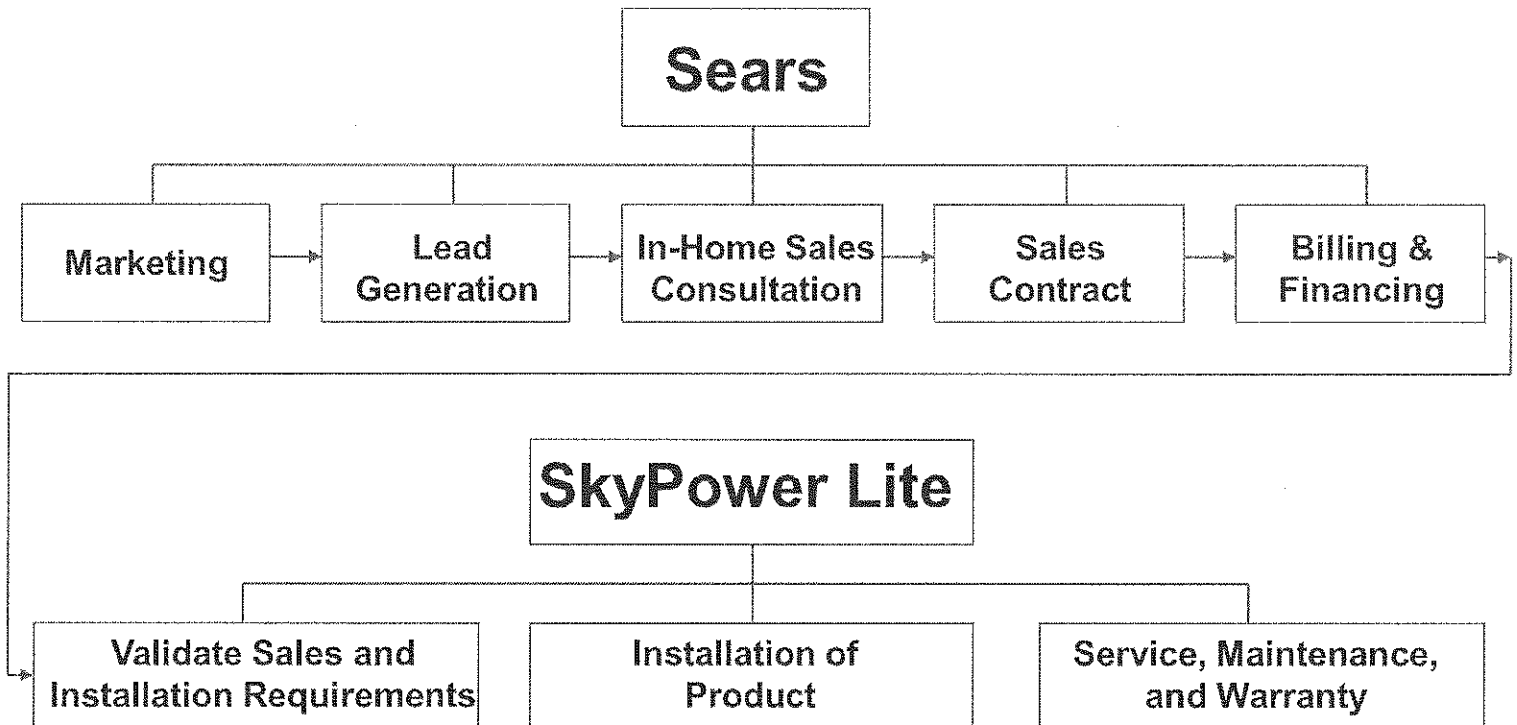 Sears
Marketing
Lead
Generation
In-Home Sales
Consultation
Sales
Contract
Billing &
Financing
SkyPower Lite
Validate Sales and
Installation Requirements
Installation of
Product
Service, Maintenance,
and Warranty